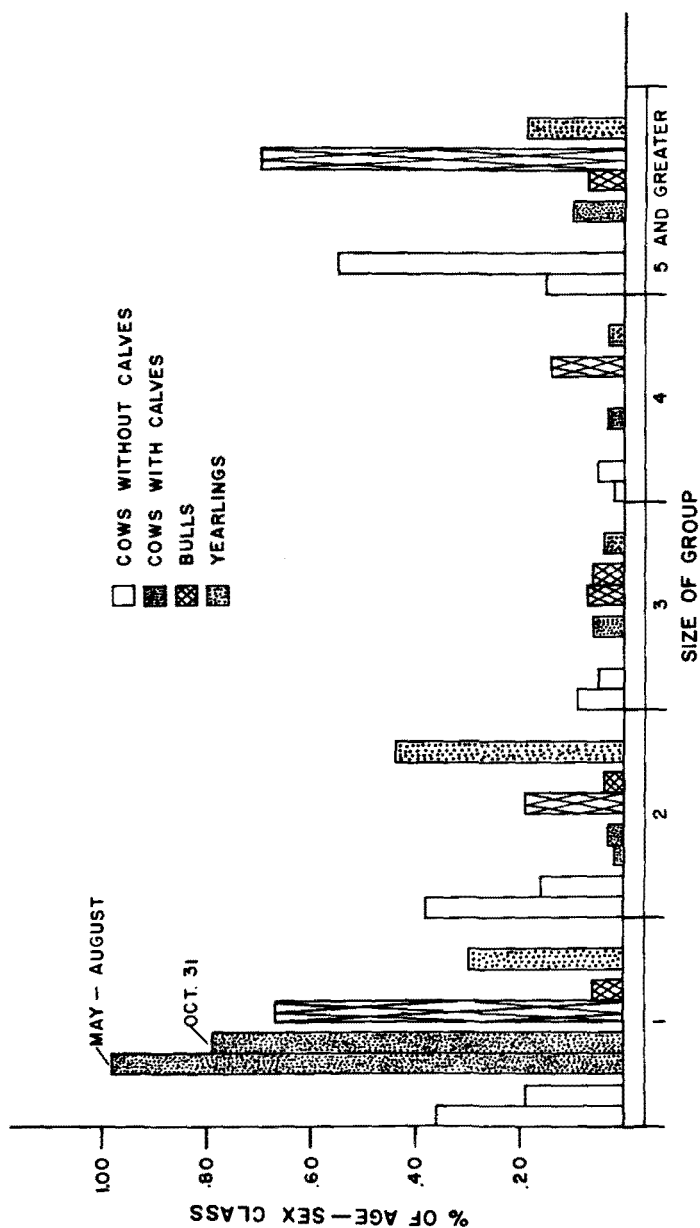 % OF AGE—SEX CLASS
1.00
.80
.60
.40
.20
MAY — AUGUST
OCT. 31
COWS WITHOUT CALVES
COWS WITH CALVES
BULLS
YEARLINGS
1
2
3
4
5 AND GREATER
SIZE OF GROUP